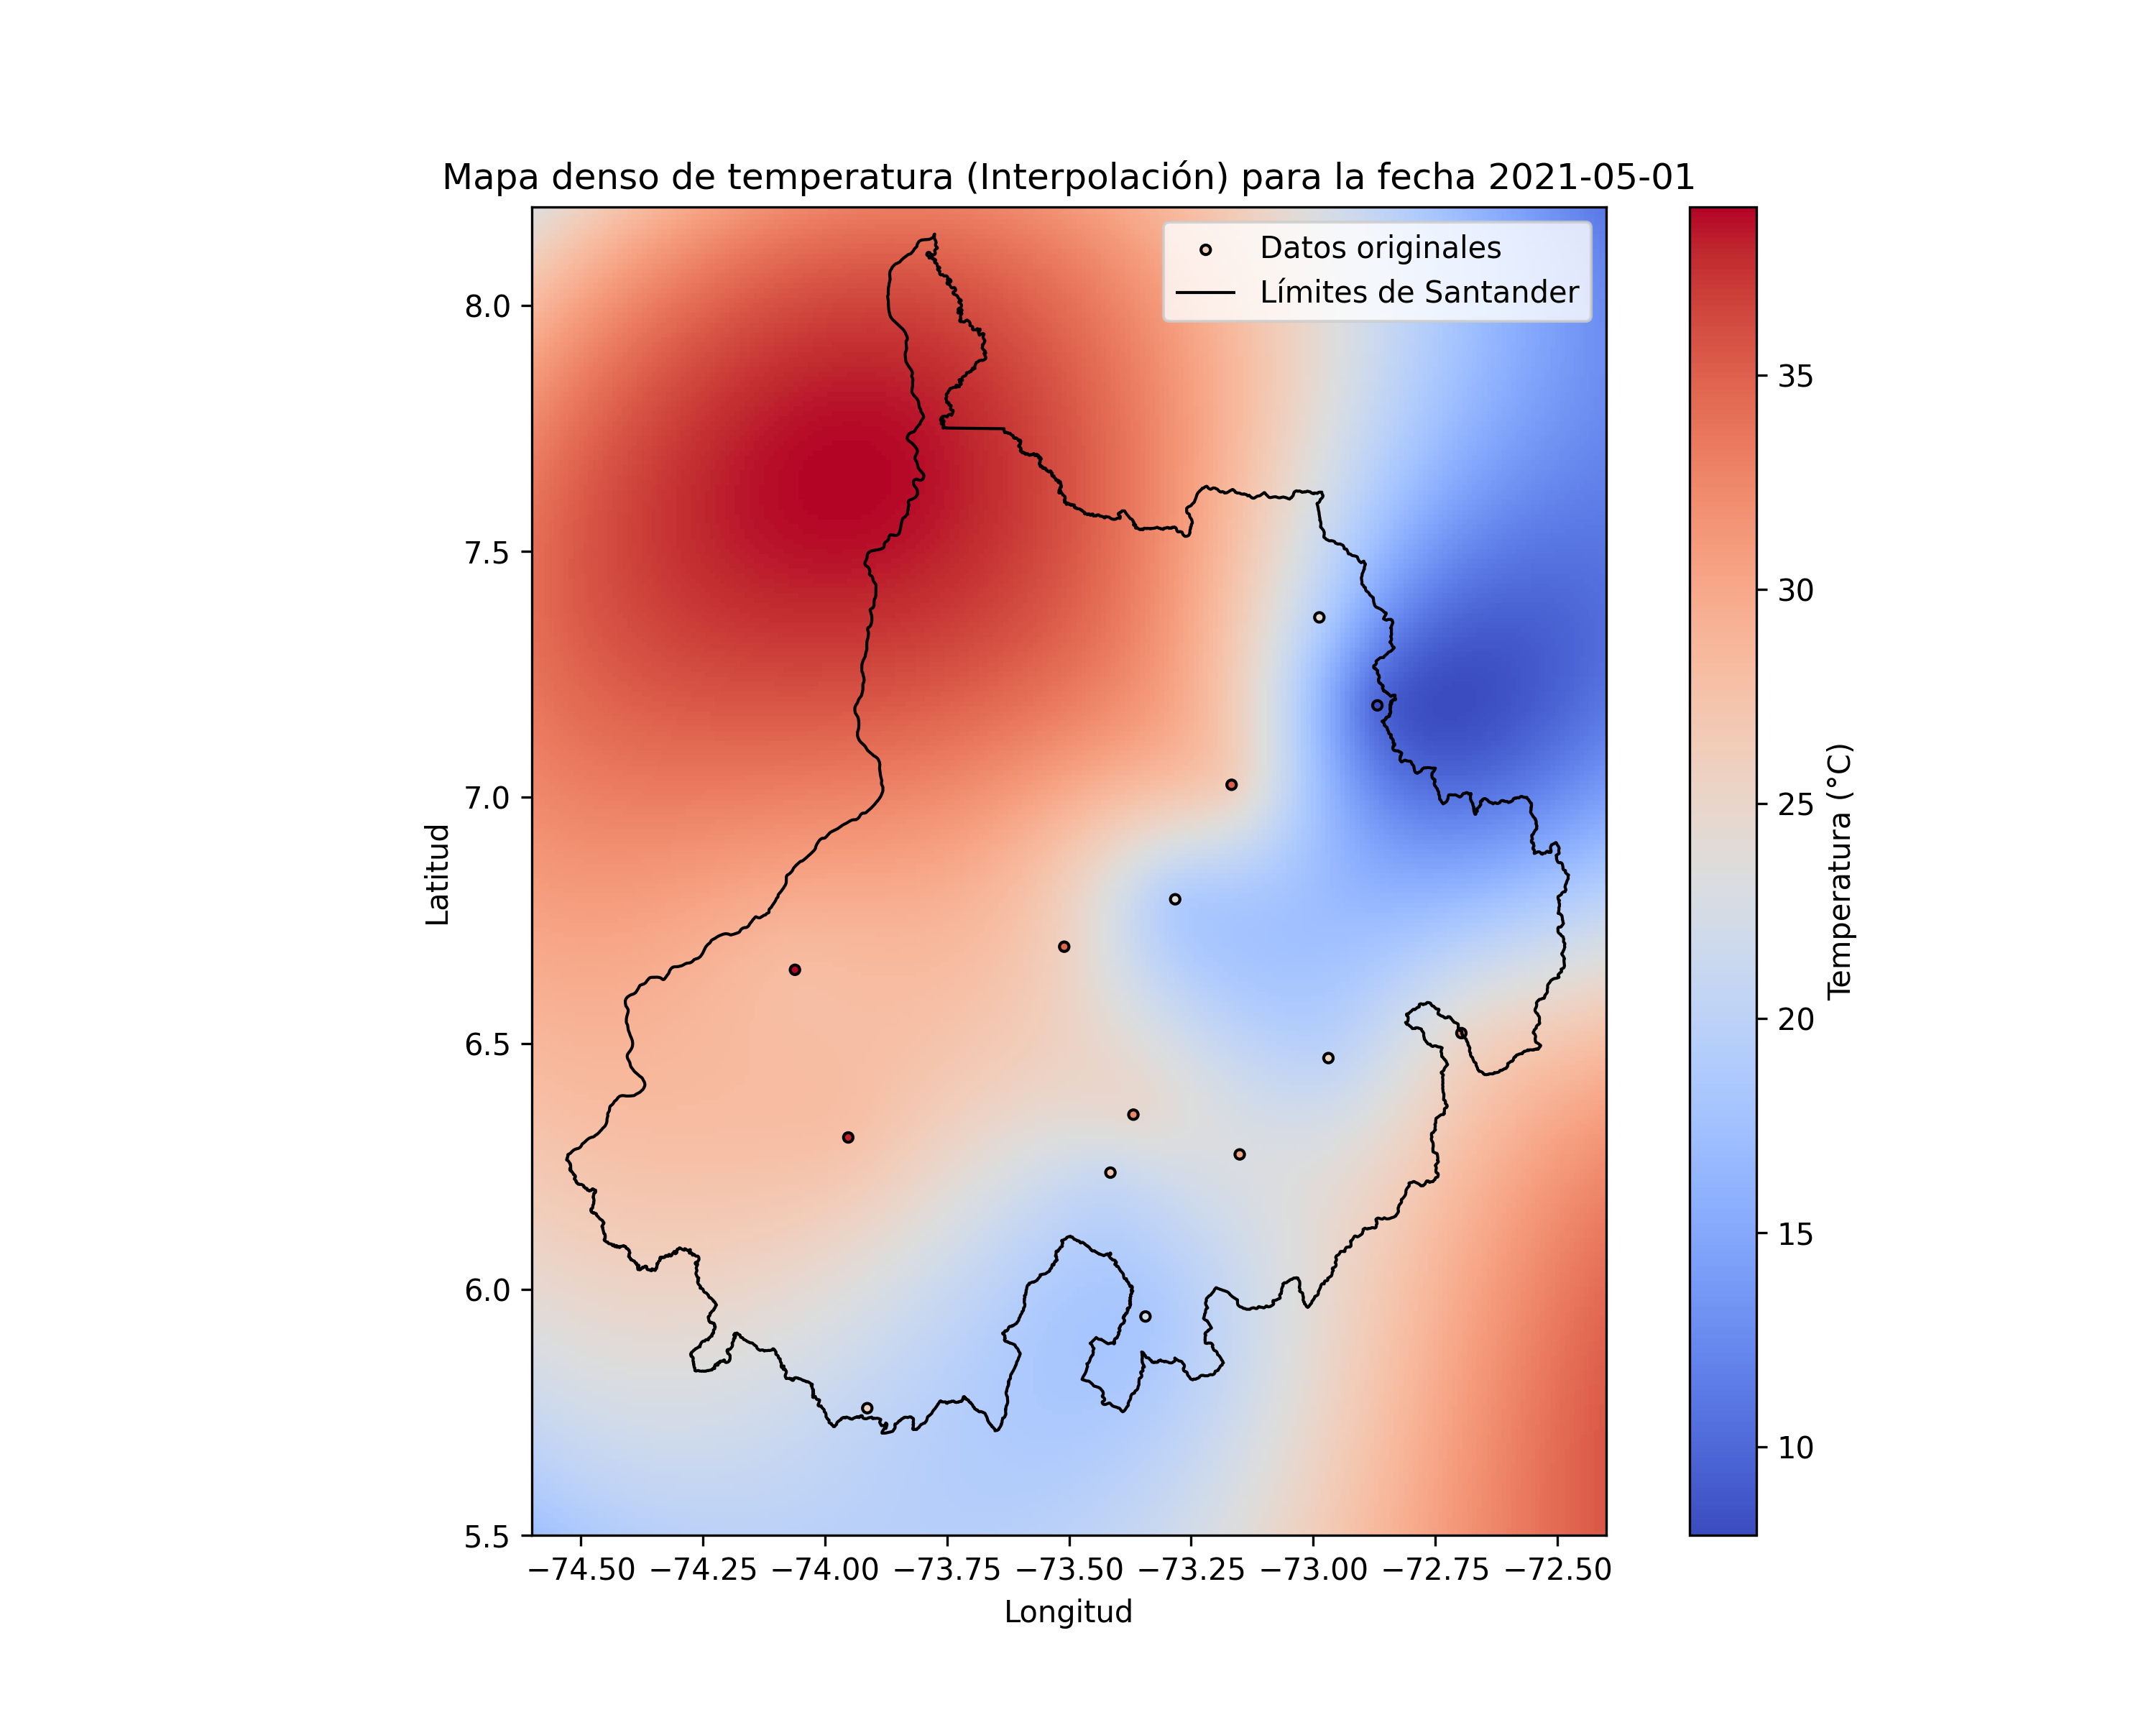 Mapa denso de temperatura (Interpolación) para la fecha 2021-05-01
Datos originales
Límites de Santander
8.0
7.5
7.0
6.5
6.0
5.5
Latitud
−74.50 −74.25 −74.00 −73.75 −73.50 −73.25 −73.00 −72.75 −72.50
Longitud
35
30
25
20
15
10
Temperatura (°C)